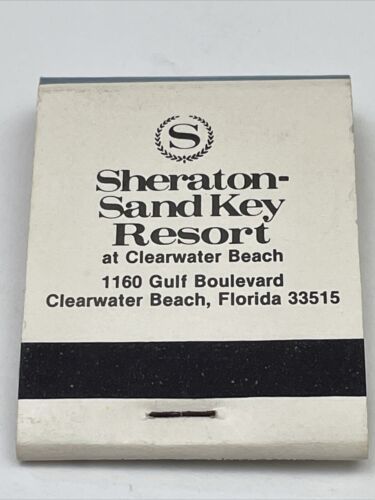 S
Sheraton-
Sand Key
Resort
at Clearwater Beach
1160 Gulf Boulevard
Clearwater Beach, Florida 33515